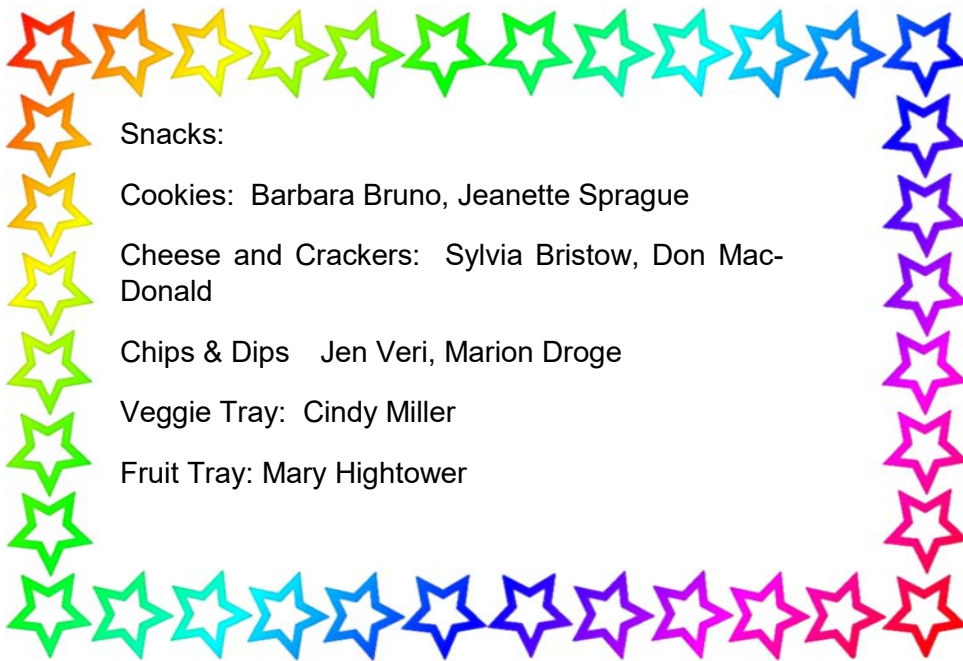 Snacks:
Cookies:  Barbara Bruno, Jeanette Sprague
Cheese and Crackers:  Sylvia Bristow, Don Mac-
Donald
Chips & Dips   Jen Veri, Marion Droge
Veggie Tray:  Cindy Miller
Fruit Tray: Mary Hightower